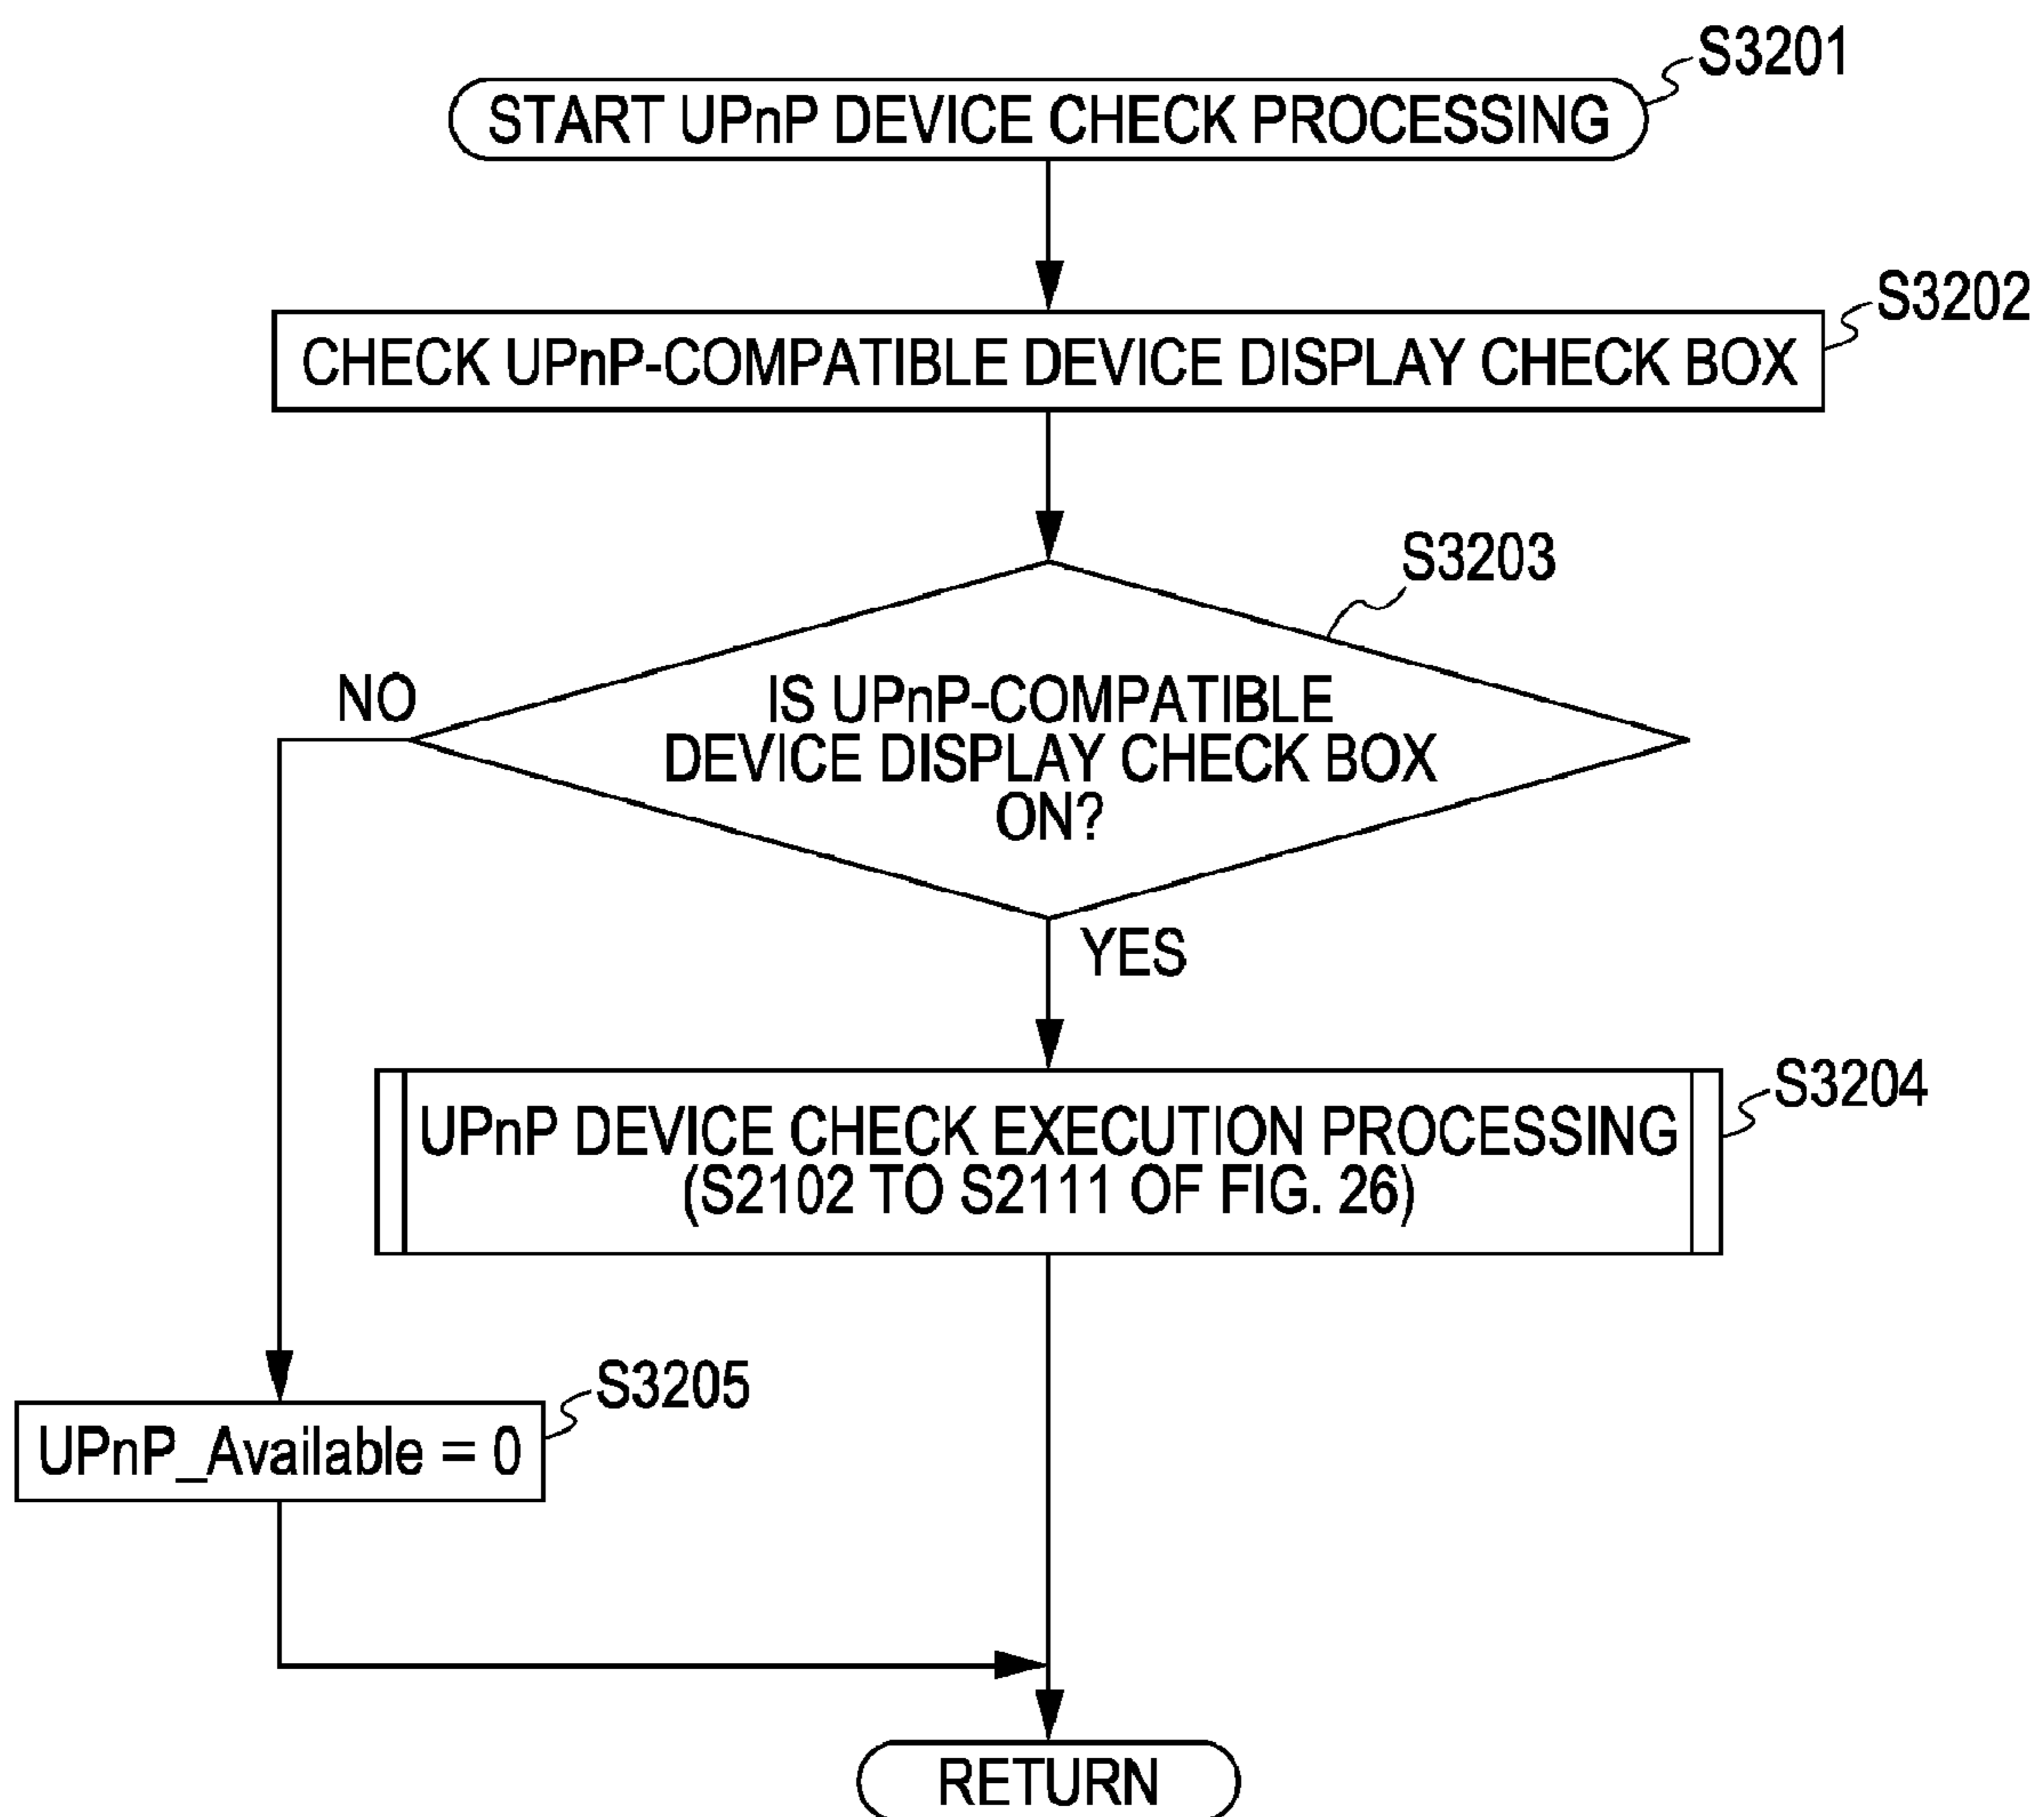 S3201
START UPnP DEVICE CHECK PROCESSING
S3202
CHECK UPnP-COMPATIBLE DEVICE DISPLAY CHECK BOX
S3203
NO
IS UPnP-COMPATIBLE
DEVICE DISPLAY CHECK BOX
ON?
YES
S3204
UPnP DEVICE CHECK EXECUTION PROCESSING
(S2102 TO S2111 OF FIG. 26)
S3205
UPnP_Available = 0
RETURN